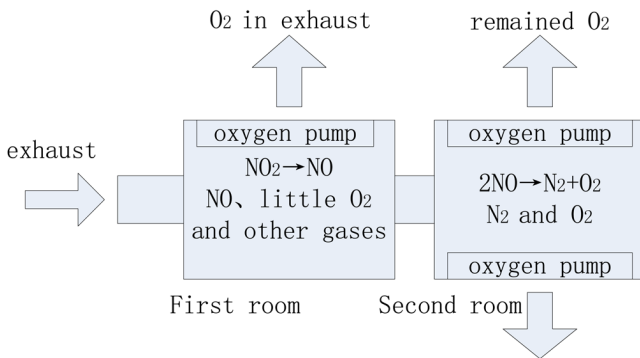 O₂ in exhaust
remained O₂
exhaust
oxygen pump
NO₂→NO
NO、little O₂
and other gases
oxygen pump
2NO→N₂+O₂
N₂ and O₂
oxygen pump
First room
Second room